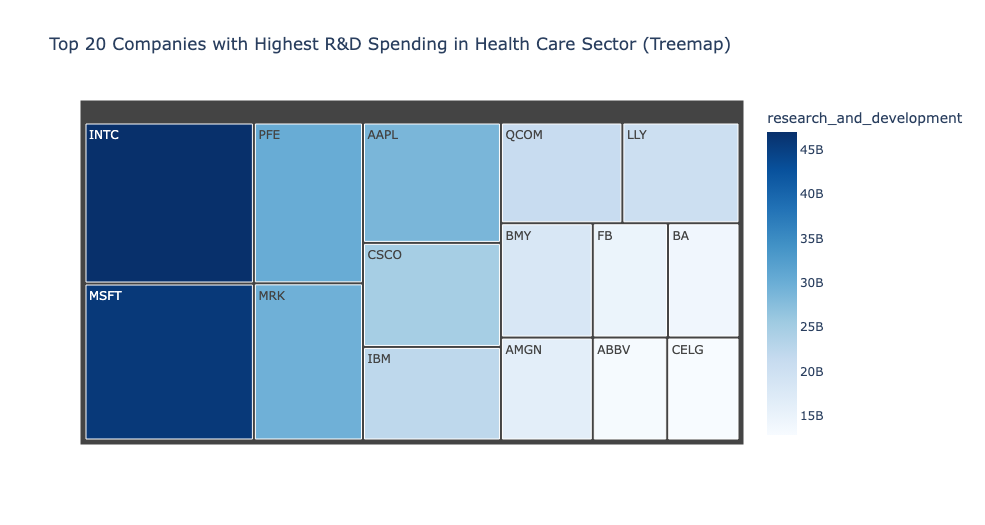 Top 20 Companies with Highest R&D Spending in Health Care Sector (Treemap)
research_and_development
INTC
PFE
AAPL
QCOM
LLY
MSFT
MRK
CSCO
IBM
BMY
FB
BA
AMGN
ABBV
CELG
45B
40B
35B
30B
25B
20B
15B